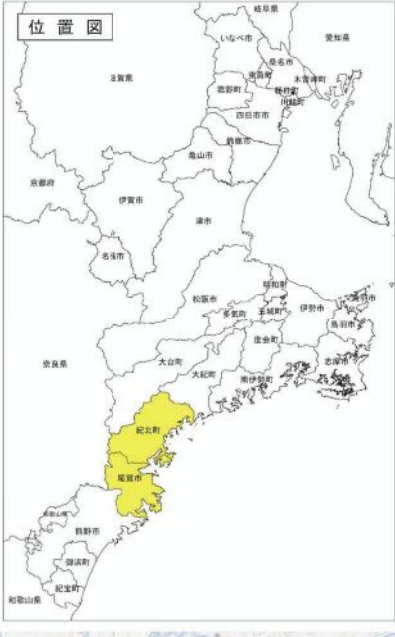 位置図
岐阜県
いなべ市
愛知県
桑名市
東員町
木曽岬町
滋賀県
菰野町
朝日町
川越町
四日市市
鈴鹿市
亀山市
京都府
伊賀市
津市
名張市
松阪市
明和町
多気町
玉城町
伊勢市
鳥羽市
度会町
大台町
志摩市
奈良県
大紀町
南伊勢町
紀北町
尾鷲市
和歌山県
熊野市
御浜町
紀宝町
和歌山県